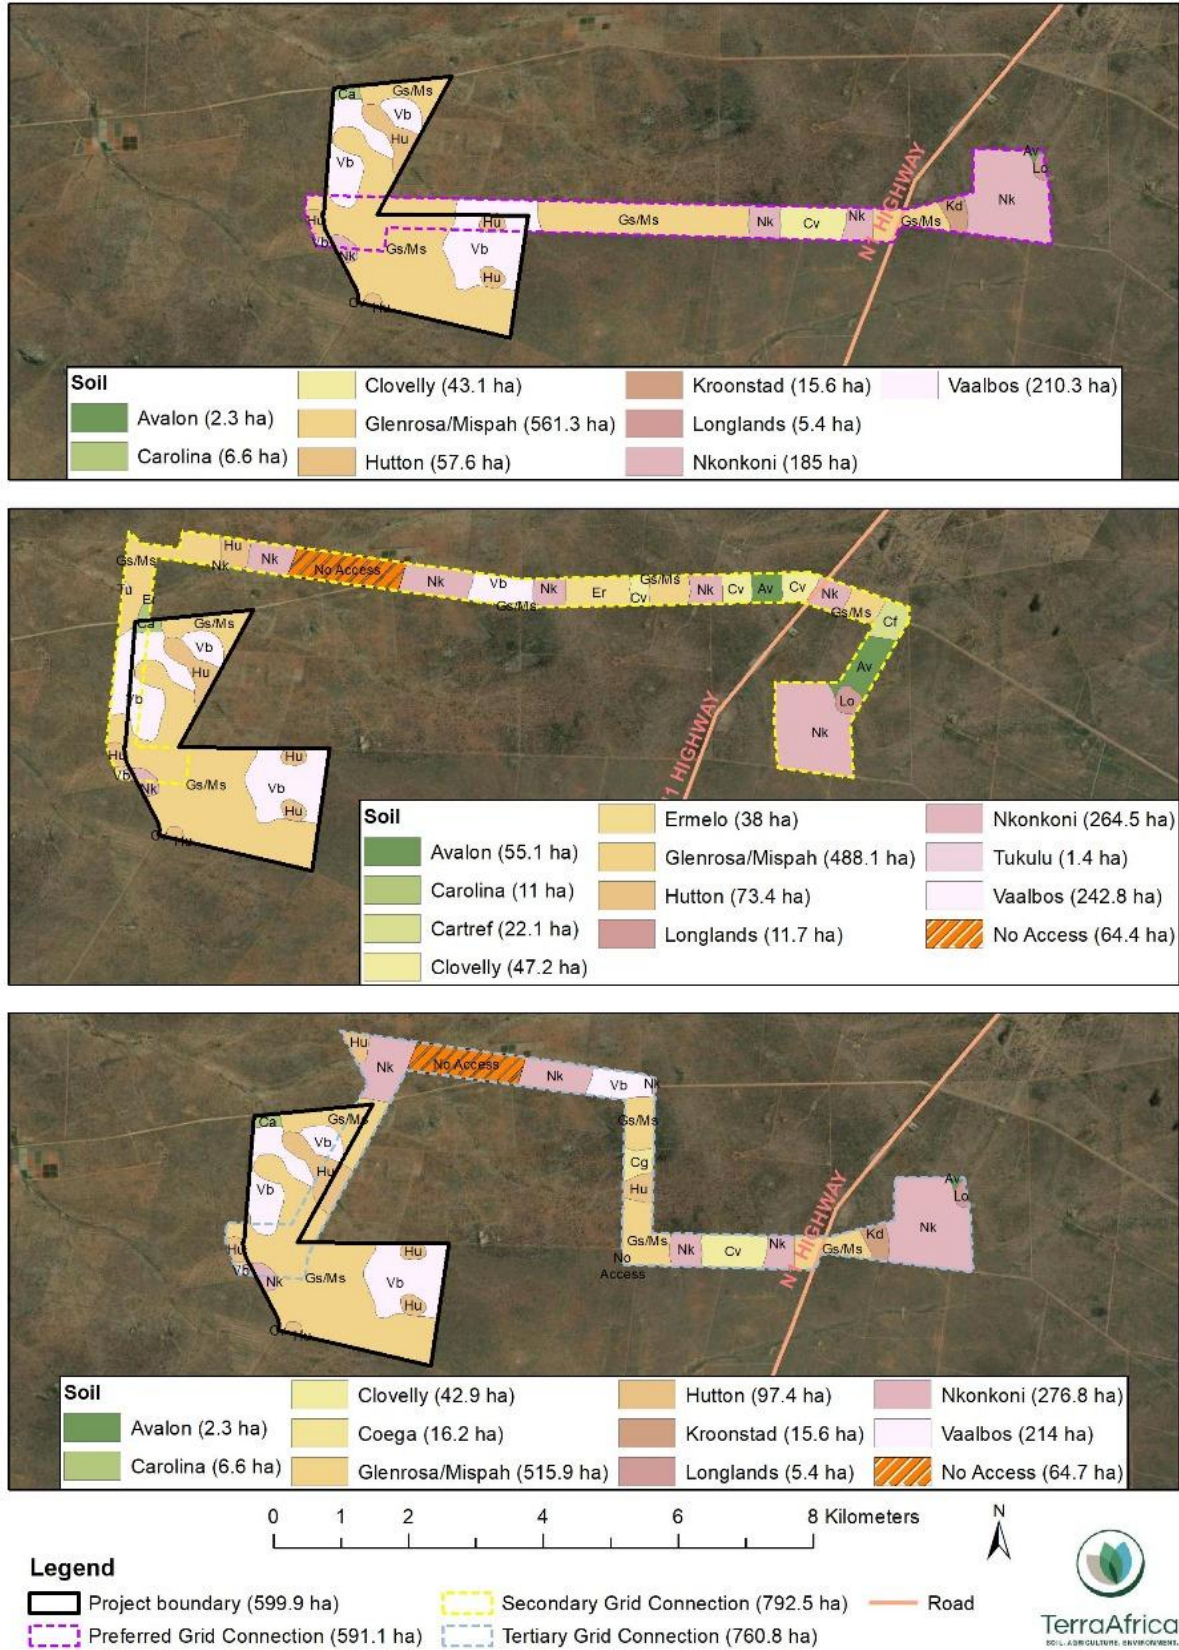 Ca
Gs/Ms
Vb
Hu
Vb
Av
Lo
Nk
Hu
Hu
Gs/Ms
Nk
Cv
Nk
Gs/Ms
Kd
Vb
Gs/Ms
Vb
Nk
Hu
Hu
N1 HIGHWAY
Soil
Avalon (2.3 ha)
Carolina (6.6 ha)
Clovelly (43.1 ha)
Glenrosa/Mispah (561.3 ha)
Hutton (57.6 ha)
Kroonstad (15.6 ha)
Longlands (5.4 ha)
Nkonkoni (185 ha)
Vaalbos (210.3 ha)
Gs/Ms
Hu
Nk
Nk
No Access
Nk
Vb
Gs/Ms
Nk
Er
Cv
Gs/Ms
Nk
Cv
Av
Cv
Nk
Gs/Ms
Cf
Av
Lo
Nk
Tu
Ca
Gs/Ms
Vb
Hu
Vb
Hu
Vb
Nk
Gs/Ms
Hu
Vb
Hu
Hu
1 HIGHWAY
Soil
Avalon (55.1 ha)
Carolina (11 ha)
Cartref (22.1 ha)
Clovelly (47.2 ha)
Ermelo (38 ha)
Glenrosa/Mispah (488.1 ha)
Hutton (73.4 ha)
Longlands (11.7 ha)
Nkonkoni (264.5 ha)
Tukulu (1.4 ha)
Vaalbos (242.8 ha)
No Access (64.4 ha)
Hu
Nk
No Access
Nk
Vb
Nk
Gs/Ms
Cg
Hu
Gs/Ms
No
Access
Nk
Cv
Nk
Gs/Ms
Kd
Nk
Av
Lo
Ca
Gs/Ms
Vb
Hu
Vb
Hu
Vb
Nk
Gs/Ms
Hu
Vb
Hu
Hu
N1 HIGHWAY
Soil
Avalon (2.3 ha)
Carolina (6.6 ha)
Clovelly (42.9 ha)
Coega (16.2 ha)
Glenrosa/Mispah (515.9 ha)
Hutton (97.4 ha)
Kroonstad (15.6 ha)
Longlands (5.4 ha)
Nkonkoni (276.8 ha)
Vaalbos (214 ha)
No Access (64.7 ha)
0 1 2 4 6 8 Kilometers
N
Legend
Project boundary (599.9 ha)
Preferred Grid Connection (591.1 ha)
Secondary Grid Connection (792.5 ha)
Tertiary Grid Connection (760.8 ha)
Road
TerraAfrica
SOIL. AGRICULTURE. ENVIRONMENT.